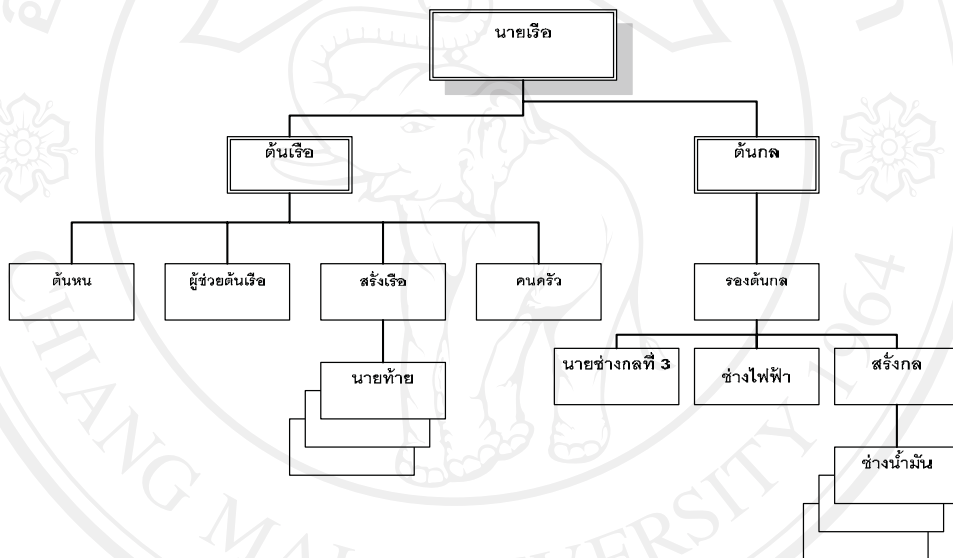 นายเรือ
ต้นเรือ
ต้นกล
ต้นหน
ผู้ช่วยต้นเรือ
สรั่งเรือ
คนครัว
รองต้นกล
นายท้าย
นายช่างกลที่ 3
ช่างไฟฟ้า
สรั่งกล
ช่างน้ำมัน
CHIANG MAI UNIVERSITY 1964